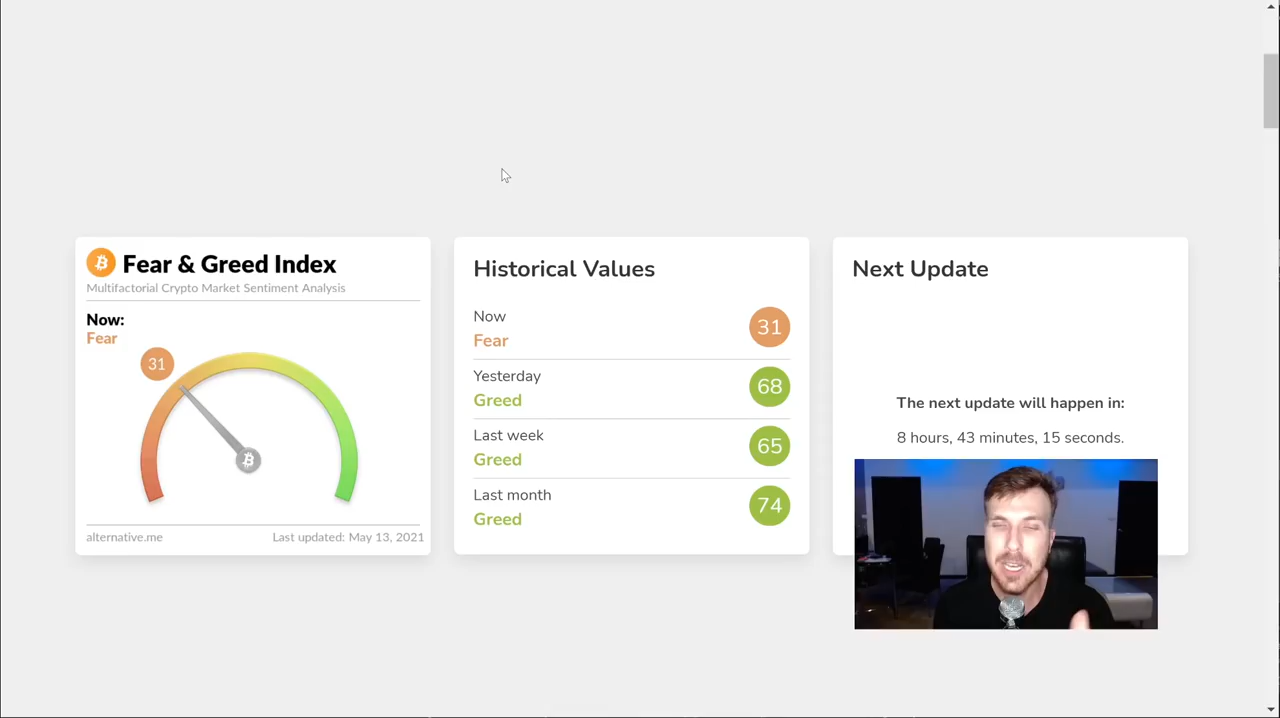 Fear & Greed Index
Multifactorial Crypto Market Sentiment Analysis
Now:
Fear
31
alternative.me
Last updated: May 13, 2021
Historical Values
Now
Fear
31
Yesterday
Greed
68
Last week
Greed
65
Last month
Greed
74
Next Update
The next update will happen in:
8 hours, 43 minutes, 15 seconds.